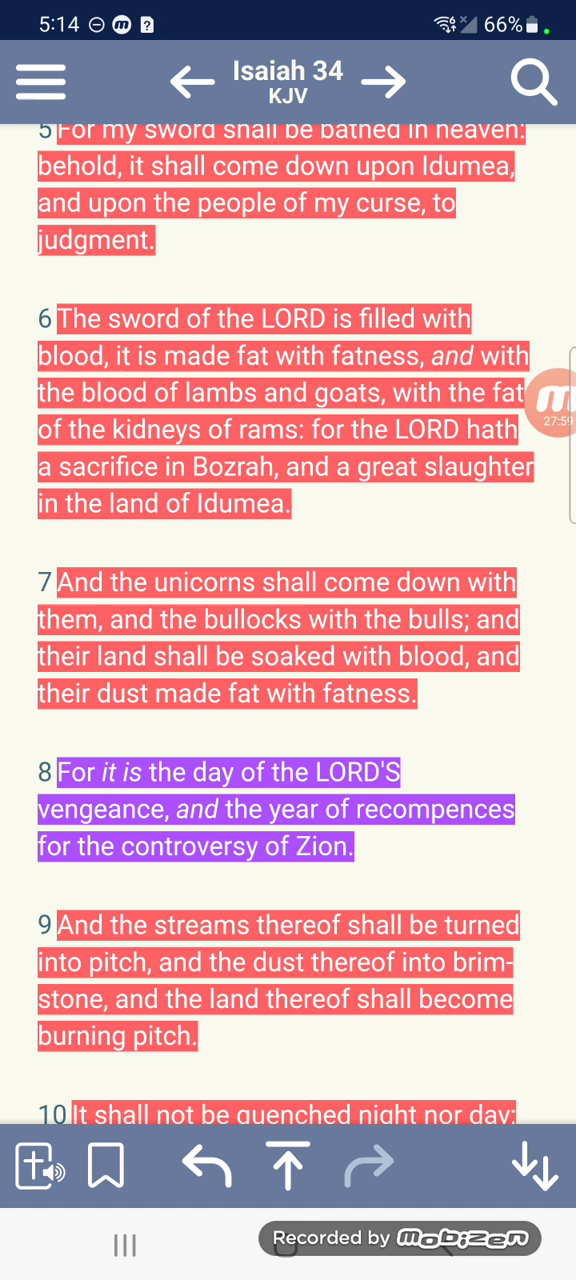 5:14 m ? 6 66%
Isaiah 34
KJV
5 For my sword shall be bathed in heaven:
behold, it shall come down upon Idumea,
and upon the people of my curse, to
judgment.
6 The sword of the LORD is filled with
blood, it is made fat with fatness, and with
the blood of lambs and goats, with the fat
of the kidneys of rams: for the LORD hath
a sacrifice in Bozrah, and a great slaughter
in the land of Idumea.
m
27:59
7 And the unicorns shall come down with
them, and the bullocks with the bulls; and
their land shall be soaked with blood, and
their dust made fat with fatness.
8 For it is the day of the LORD'S
vengeance, and the year of recompences
for the controversy of Zion.
9 And the streams thereof shall be turned
into pitch, and the dust thereof into brim-
stone, and the land thereof shall become
burning pitch.
10 It shall not be quenched night nor day;
Recorded by mobizen